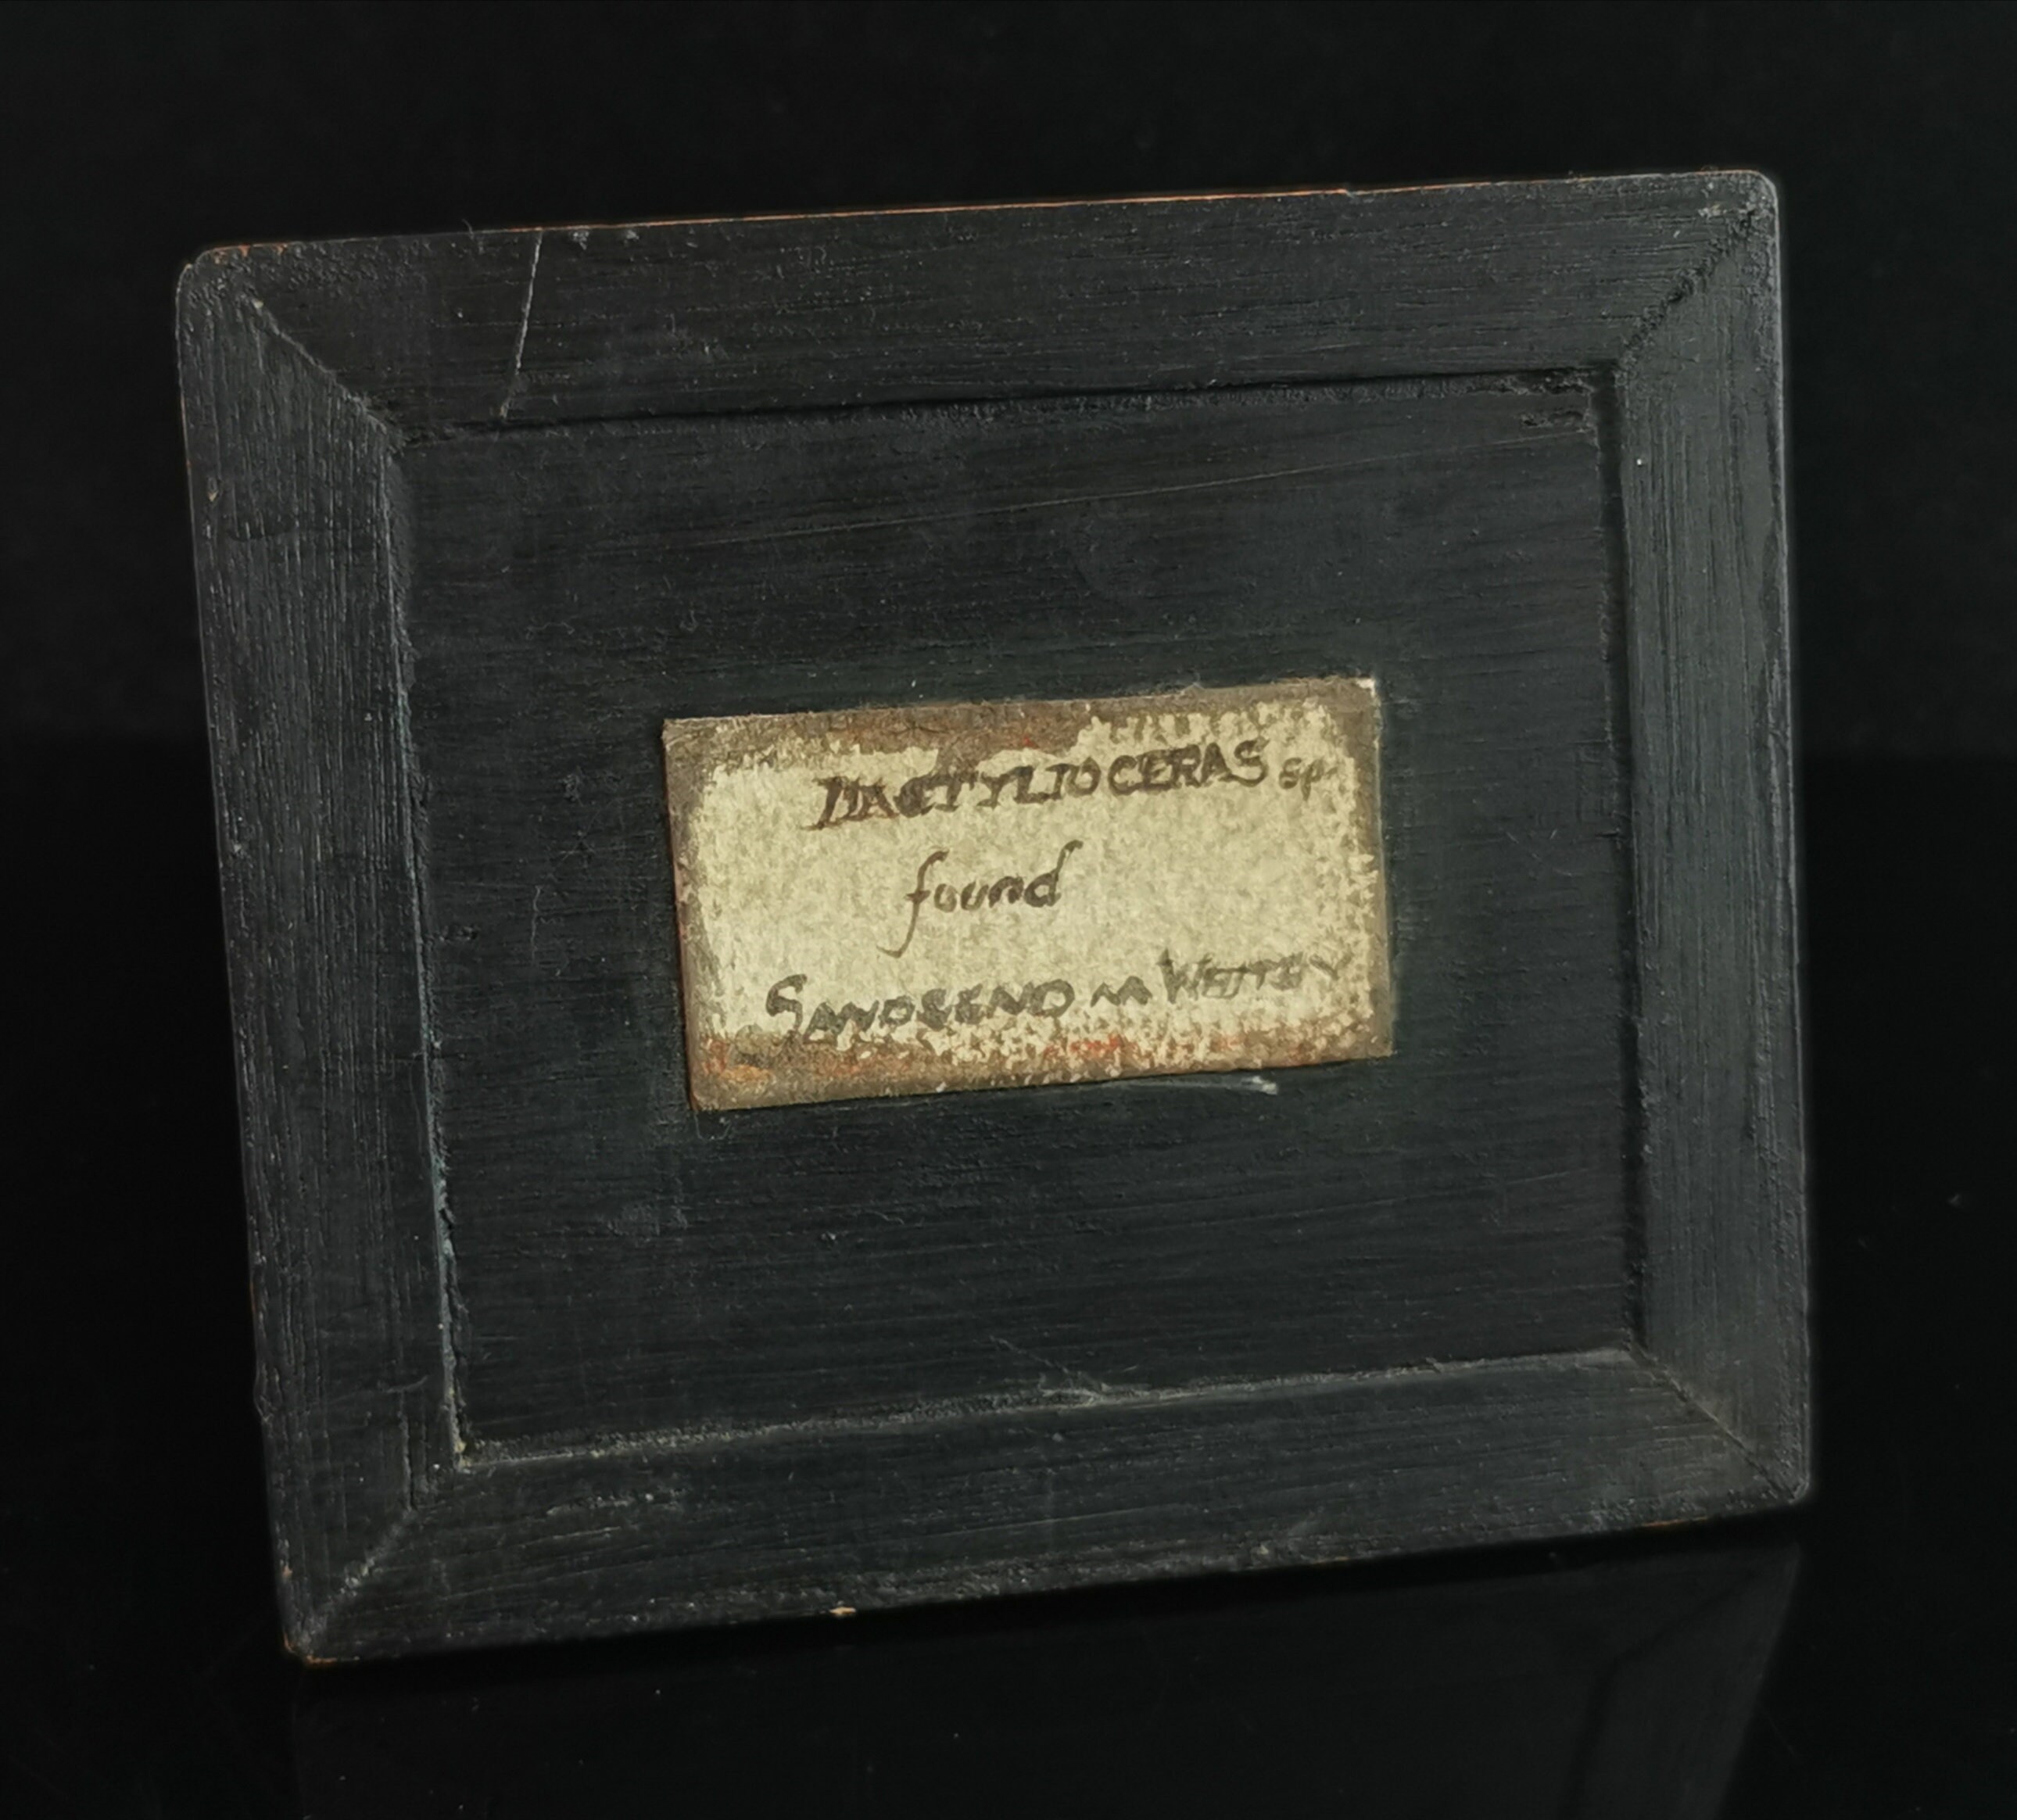 DACTYLIOCERAS sp
found
SANDSEND nr WHITBY